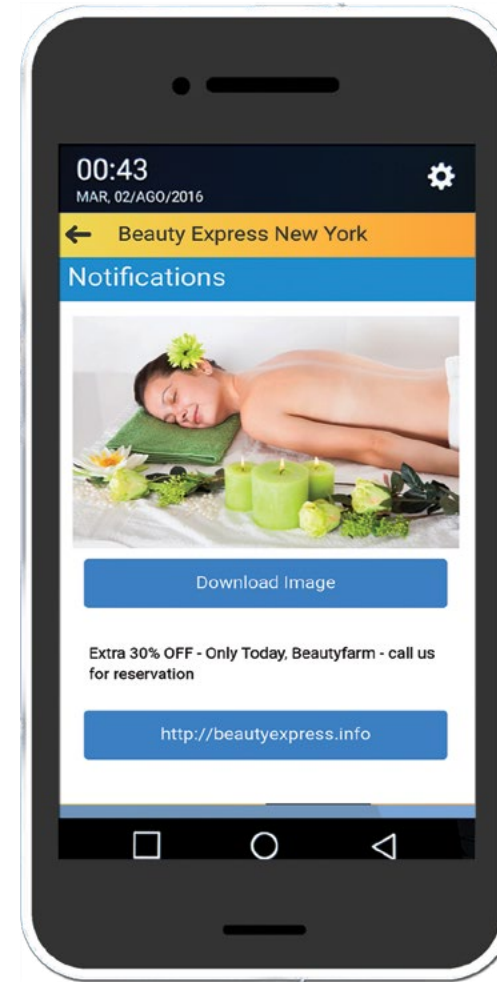 00:43
MAR, 02/AGO/2016
Beauty Express New York
Notifications
Download Image
Extra 30% OFF - Only Today, Beautyfarm - call us
for reservation
http://beautyexpress.info